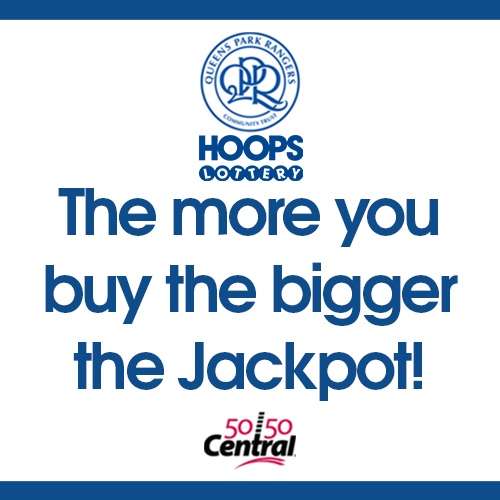 QUEENS PARK RANGERS
QPR
COMMUNITY TRUST
HOOPS
LOTTERY
The more you
buy the bigger
the Jackpot!
50 50
Central